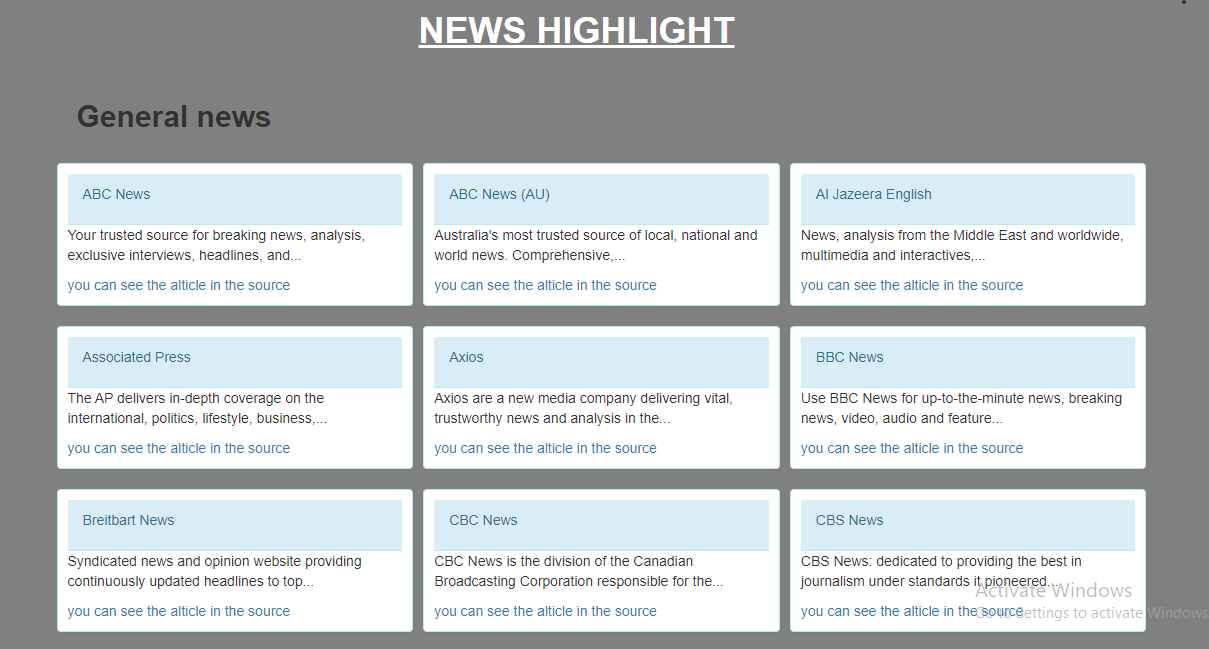 NEWS HIGHLIGHT
General news
ABC News
Your trusted source for breaking news, analysis,
exclusive interviews, headlines, and...
you can see the alticle in the source
ABC News (AU)
Australia's most trusted source of local, national and
world news. Comprehensive,...
you can see the alticle in the source
Al Jazeera English
News, analysis from the Middle East and worldwide,
multimedia and interactives,...
you can see the alticle in the source
Associated Press
The AP delivers in-depth coverage on the
international, politics, lifestyle, business,...
you can see the alticle in the source
Axios
Axios are a new media company delivering vital,
trustworthy news and analysis in the...
you can see the alticle in the source
BBC News
Use BBC News for up-to-the-minute news, breaking
news, video, audio and feature...
you can see the alticle in the source
Breitbart News
Syndicated news and opinion website providing
continuously updated headlines to top...
you can see the alticle in the source
CBC News
CBC News is the division of the Canadian
Broadcasting Corporation responsible for the...
you can see the alticle in the source
CBS News
CBS News: dedicated to providing the best in
journalism under standards it pioneered...
you can see the alticle in the source
Activate Windows
Go to Settings to activate Windows